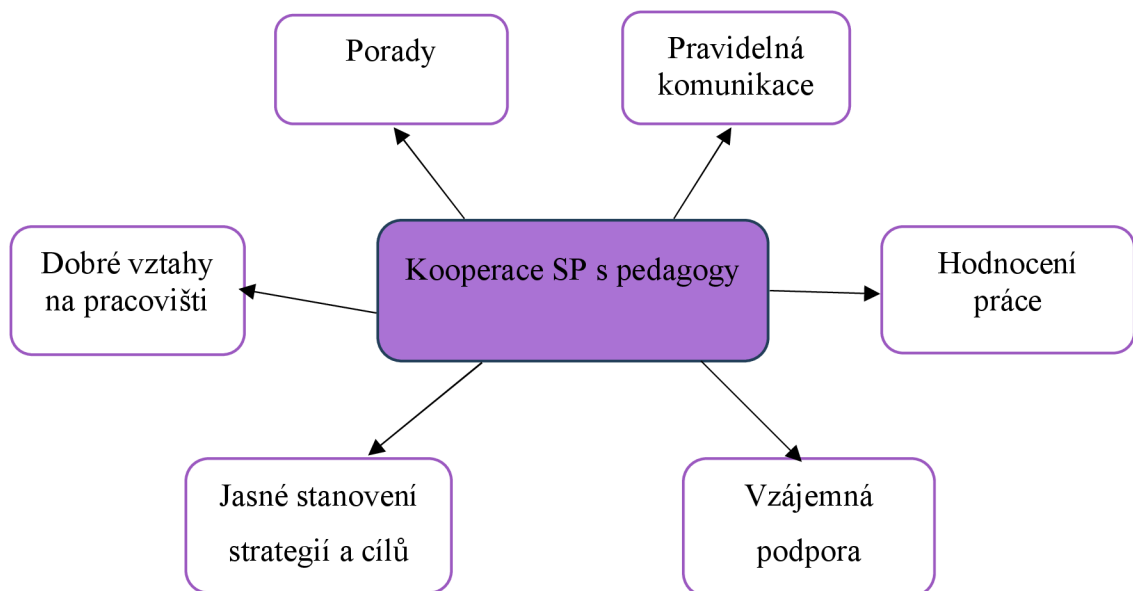 Porady
Pravidelná
komunikace
Dobré vztahy
na pracovišti
Kooperace SP s pedagogy
Hodnocení
práce
Jasné stanovení
strategií a cílů
Vzájemná
podpora